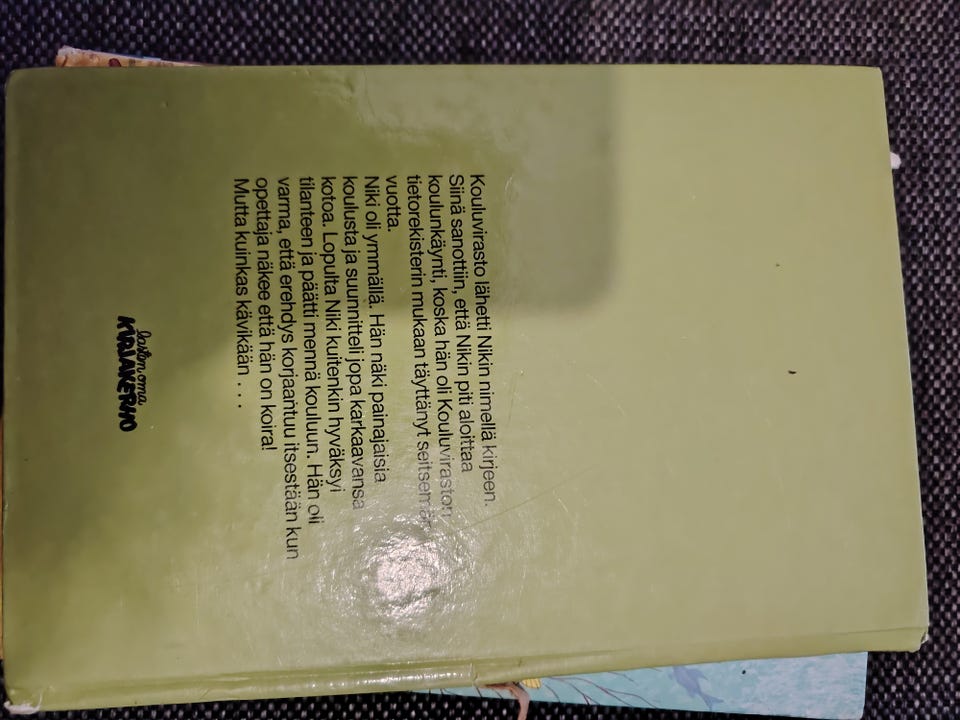 Kouluvirasto lähetti Nikin nimellä kirjeen.
Siinä sanottiin, että Nikin piti aloittaa
koulunkäynti, koska hän oli Kouluviraston
tietorekisterin mukaan täyttänyt seitsemän
vuotta.
Niki oli ymmällä. Hän näki painajaisia
koulusta ja suunnitteli jopa karkaavansa
kotoa. Lopulta Niki kuitenkin hyväksyi
tilanteen ja päätti mennä kouluun. Hän oli
varma, että erehdys korjaantuu itsestään kun
opettaja näkee että hän on koira!
Mutta kuinkas kävikään . . .
lasten oma
KIRJAKERHO